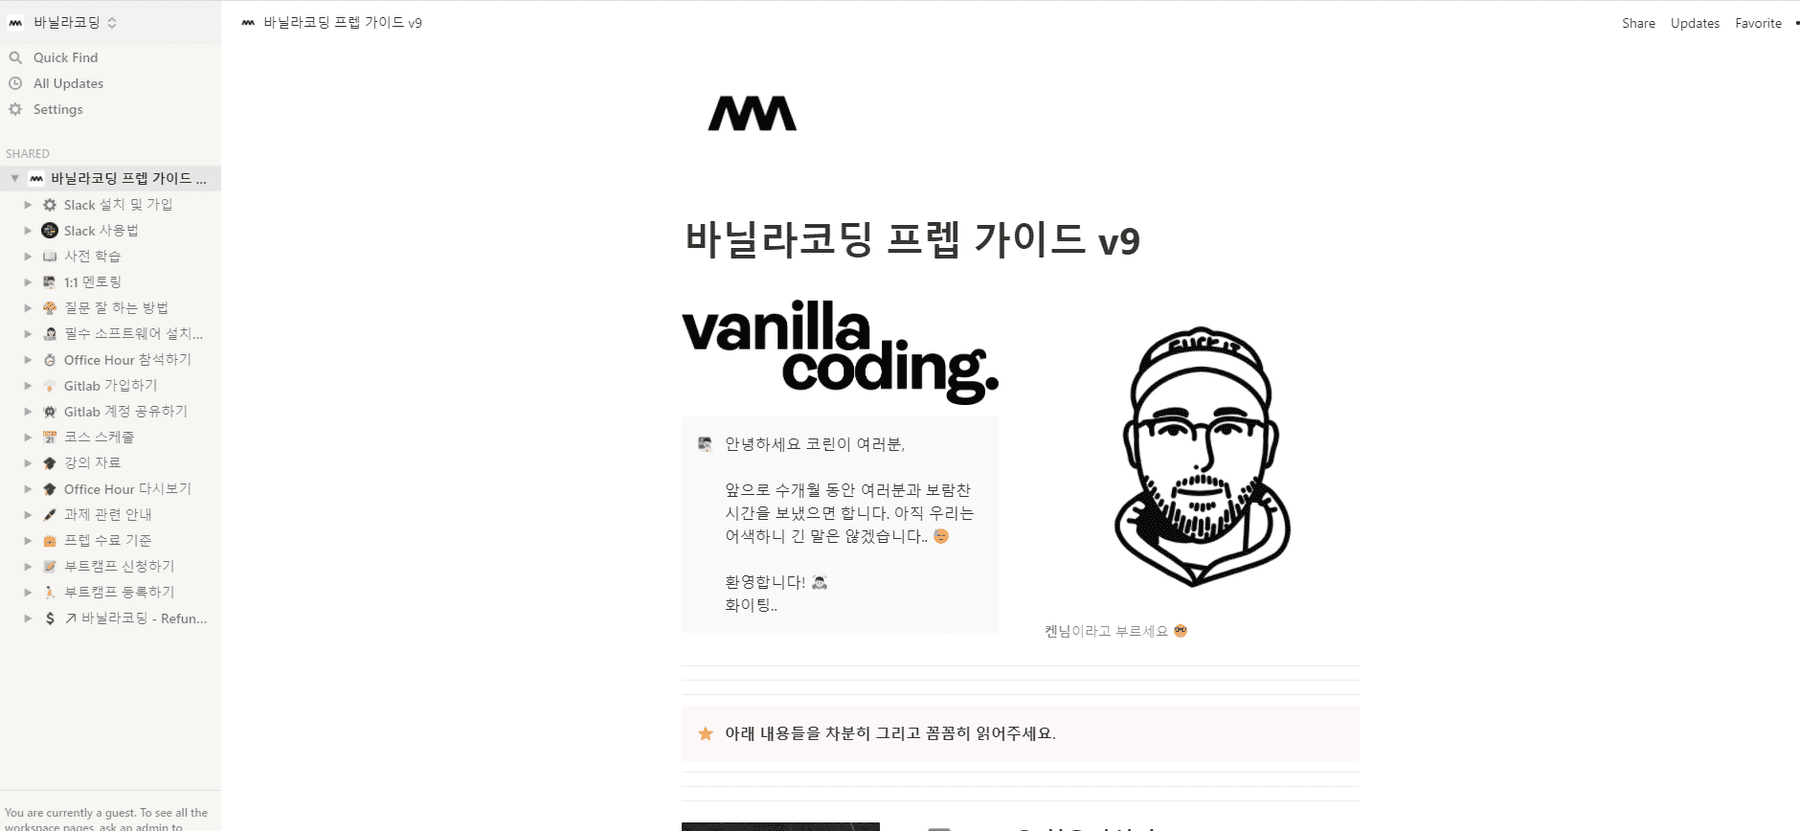 바닐라코딩
Quick Find
All Updates
Settings
SHARED
바닐라코딩 프렙 가이드 ...
Slack 설치 및 가입
Slack 사용법
사전 학습
1:1 멘토링
질문 잘 하는 방법
필수 소프트웨어 설치...
Office Hour 참석하기
Gitlab 가입하기
Gitlab 계정 공유하기
코스 스케줄
강의 자료
Office Hour 다시보기
과제 관련 안내
프렙 수료 기준
부트캠프 신청하기
부트캠프 등록하기
바닐라코딩 - Refun...
You are currently a guest. To see all the
workspace pages, ask an admin to
바닐라코딩 프렙 가이드 v9
Share Updates Favorite
바닐라코딩 프렙 가이드 v9
vanilla
coding.
안녕하세요 코린이 여러분,
앞으로 수개월 동안 여러분과 보람찬
시간을 보냈으면 합니다. 아직 우리는
어색하니 긴 말은 않겠습니다..
환영합니다!
화이팅..
FUCK IT
켄님이라고 부르세요
아래 내용들을 차분히 그리고 꼼꼼히 읽어주세요.